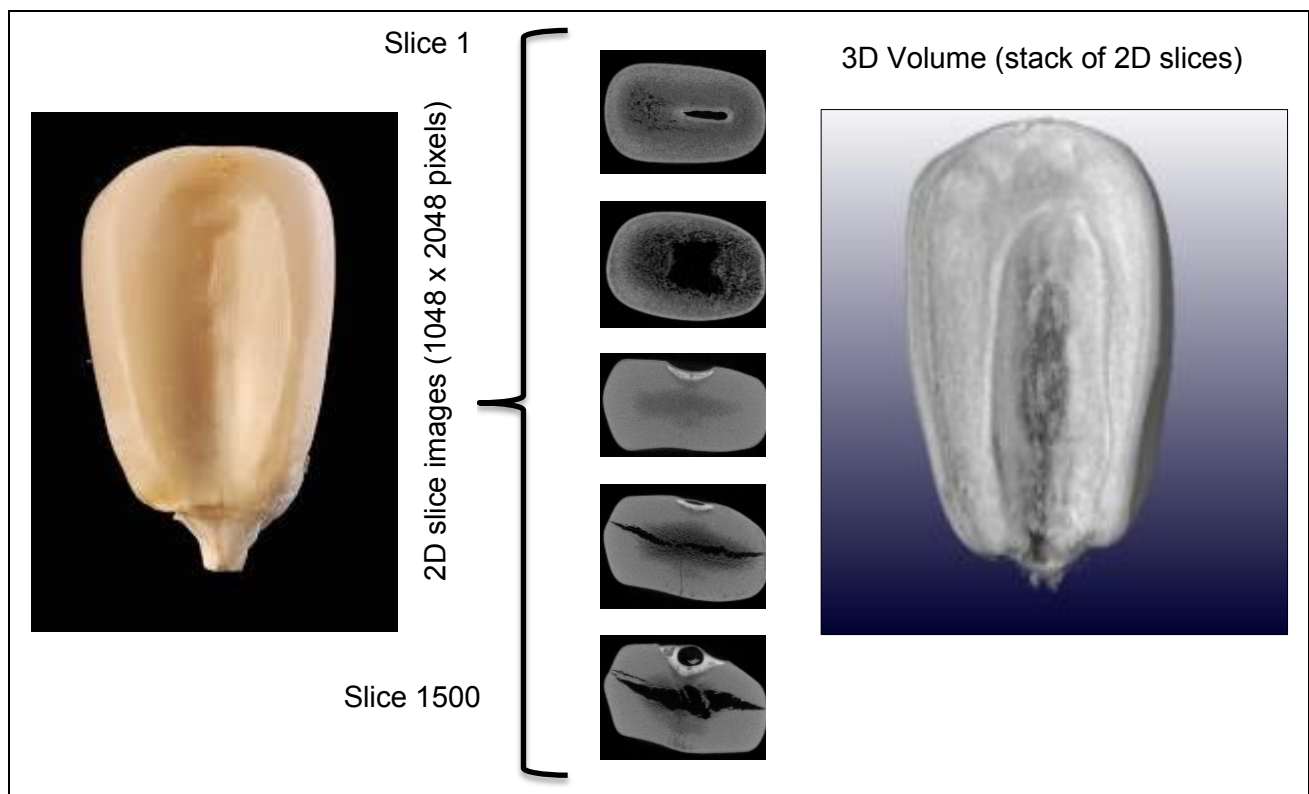 Slice 1
2D slice images (1048 x 2048 pixels)
Slice 1500
3D Volume (stack of 2D slices)